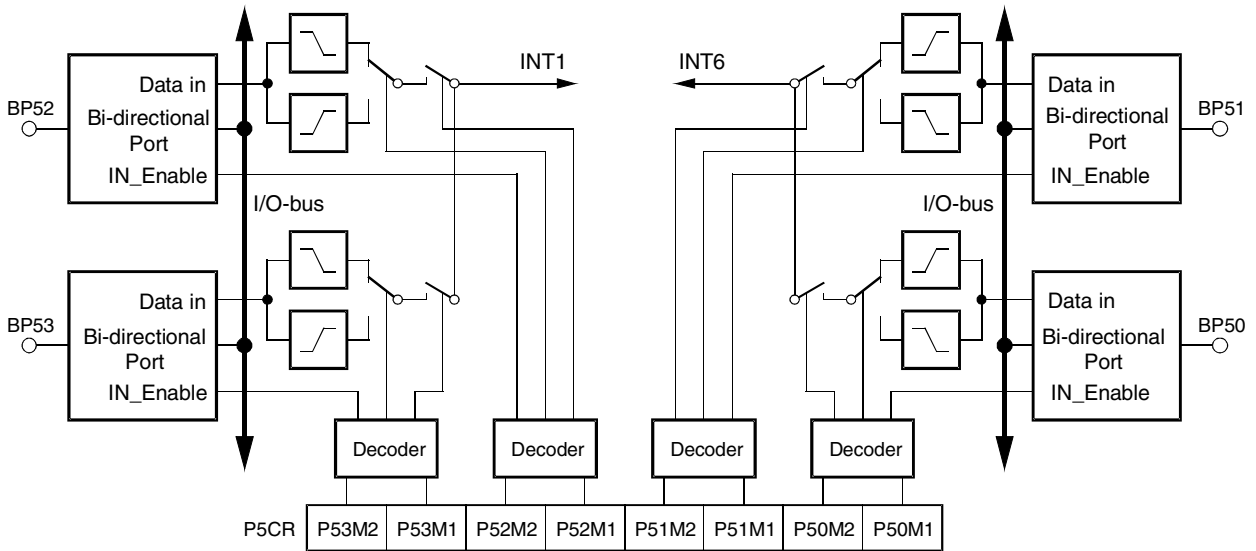 INT1
INT6
BP52
Data in
Bi-directional
Port
IN_Enable
I/O-bus
Data in
Bi-directional
Port
IN_Enable
BP51
I/O-bus
BP53
Data in
Bi-directional
Port
IN_Enable
Data in
Bi-directional
Port
IN_Enable
BP50
Decoder
Decoder
Decoder
Decoder
P5CR P53M2 P53M1 P52M2 P52M1 P51M2 P51M1 P50M2 P50M1